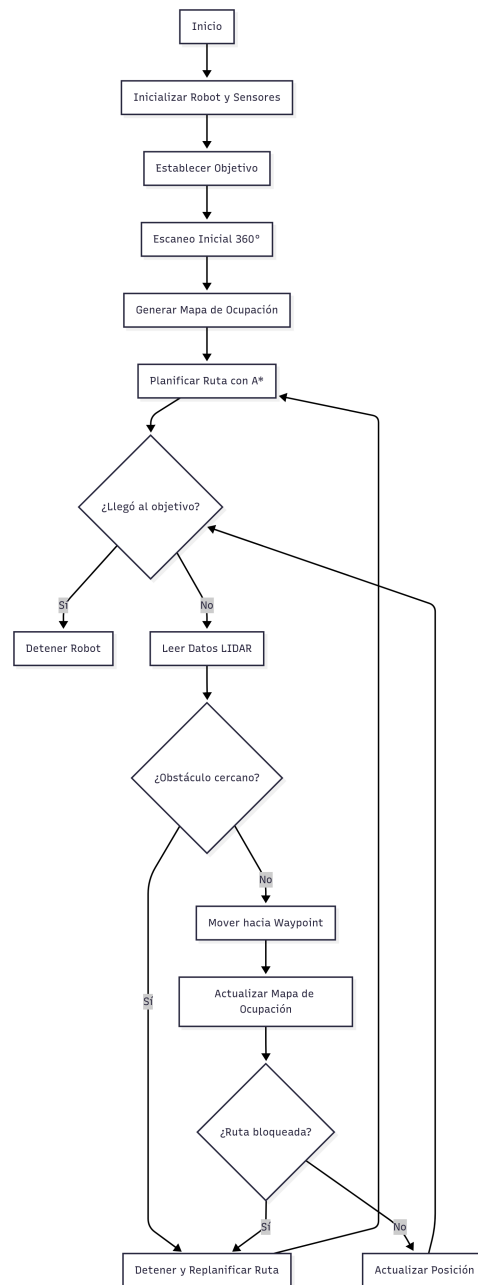 Inicio
Inicializar Robot y Sensores
Establecer Objetivo
Escaneo Inicial 360°
Generar Mapa de Ocupación
Planificar Ruta con A*
¿Llegó al objetivo?
Sí
No
Detener Robot
Leer Datos LIDAR
¿Obstáculo cercano?
No
Mover hacia Waypoint
Actualizar Mapa de
Ocupación
Sí
¿Ruta bloqueada?
Sí
No
Detener y Replanificar Ruta
Actualizar Posición